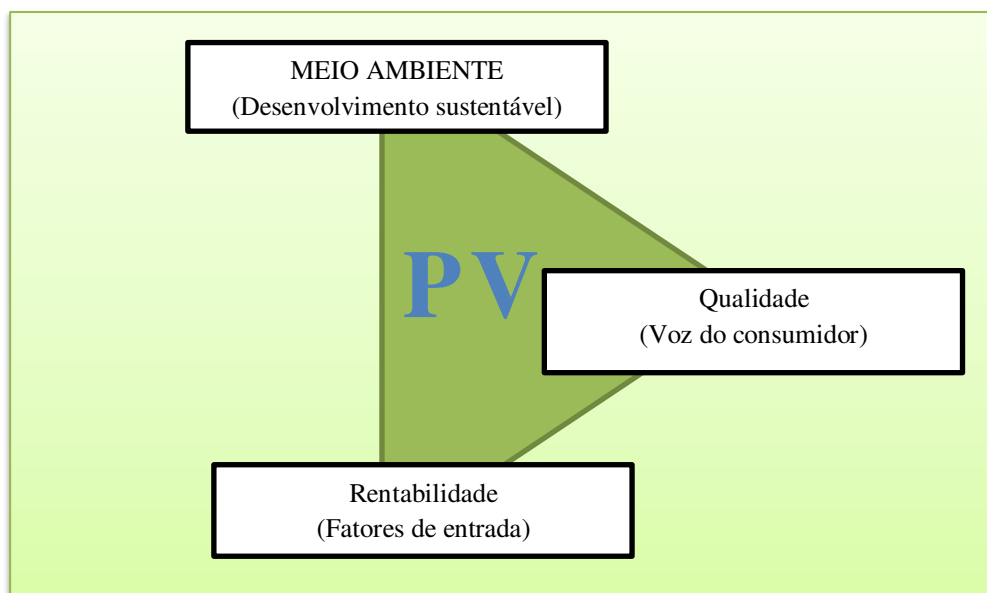 MEIO AMBIENTE
(Desenvolvimento sustentável)
PV
Qualidade
(Voz do consumidor)
Rentabilidade
(Fatores de entrada)